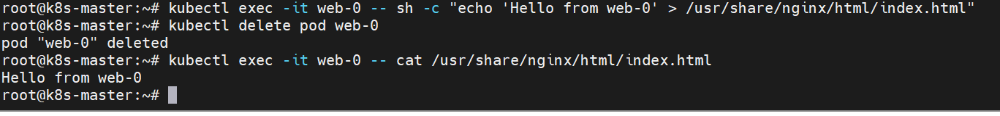 root@k8s-master:~# kubectl exec -it web-0 -- sh -c "echo 'Hello from web-0' > /usr/share/nginx/html/index.html"
root@k8s-master:~# kubectl delete pod web-0
pod "web-0" deleted
root@k8s-master:~# kubectl exec -it web-0 -- cat /usr/share/nginx/html/index.html
Hello from web-0
root@k8s-master:~#